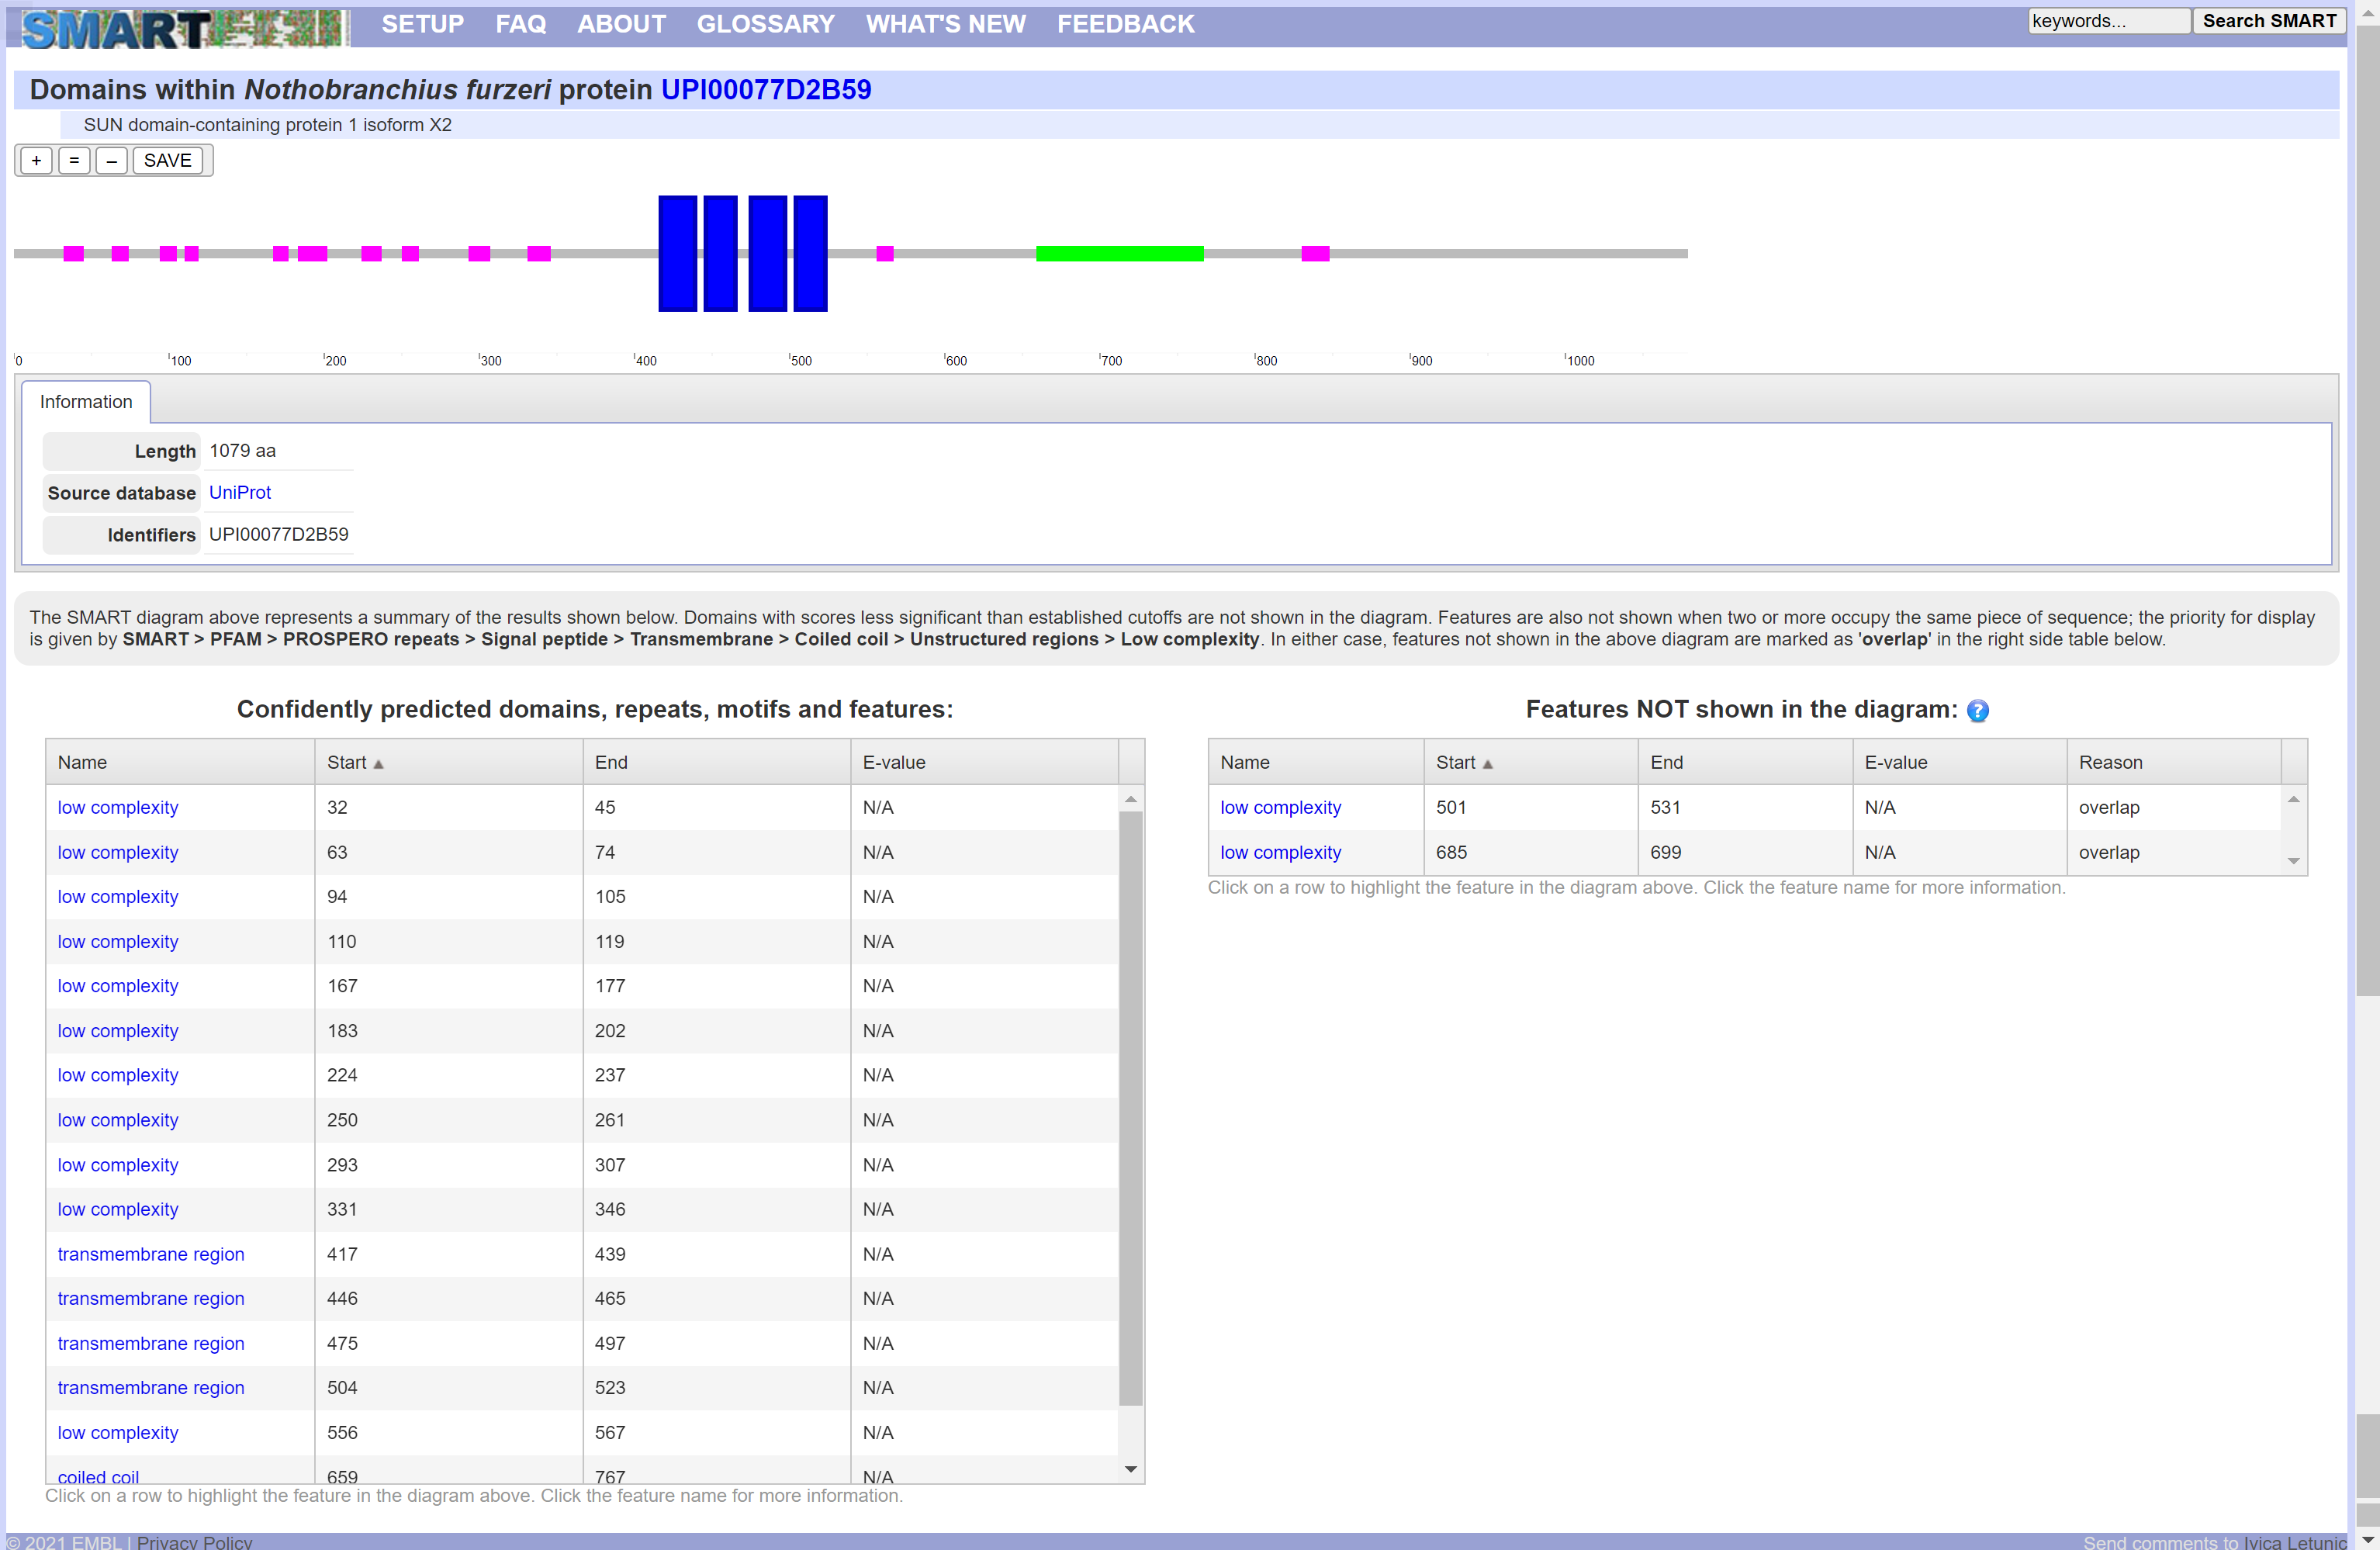 SMART
SETUP FAQ ABOUT GLOSSARY WHAT'S NEW FEEDBACK keywords... Search SMART
Domains within Nothobranchius furzeri protein UPI00077D2B59
SUN domain-containing protein 1 isoform X2
+ = – SAVE
0 100 200 300 400 500 600 700 800 900 1000
Information
Length 1079 aa
Source database UniProt
Identifiers UPI00077D2B59
The SMART diagram above represents a summary of the results shown below. Domains with scores less significant than established cutoffs are not shown in the diagram. Features are also not shown when two or more occupy the same piece of sequence; the priority for display
is given by SMART > PFAM > PROSPERO repeats > Signal peptide > Transmembrane > Coiled coil > Unstructured regions > Low complexity. In either case, features not shown in the above diagram are marked as 'overlap' in the right side table below.
Confidently predicted domains, repeats, motifs and features:
Name Start ▲ End E-value
low complexity 32 45 N/A
low complexity 63 74 N/A
low complexity 94 105 N/A
low complexity 110 119 N/A
low complexity 167 177 N/A
low complexity 183 202 N/A
low complexity 224 237 N/A
low complexity 250 261 N/A
low complexity 293 307 N/A
low complexity 331 346 N/A
transmembrane region 417 439 N/A
transmembrane region 446 465 N/A
transmembrane region 475 497 N/A
transmembrane region 504 523 N/A
low complexity 556 567 N/A
coiled coil 659 767 N/A
Click on a row to highlight the feature in the diagram above. Click the feature name for more information.
Features NOT shown in the diagram: ?
Name Start ▲ End E-value Reason
low complexity 501 531 N/A overlap
low complexity 685 699 N/A overlap
Click on a row to highlight the feature in the diagram above. Click the feature name for more information.
© 2021 EMBL | Privacy Policy Send comments to Ivica Letunic